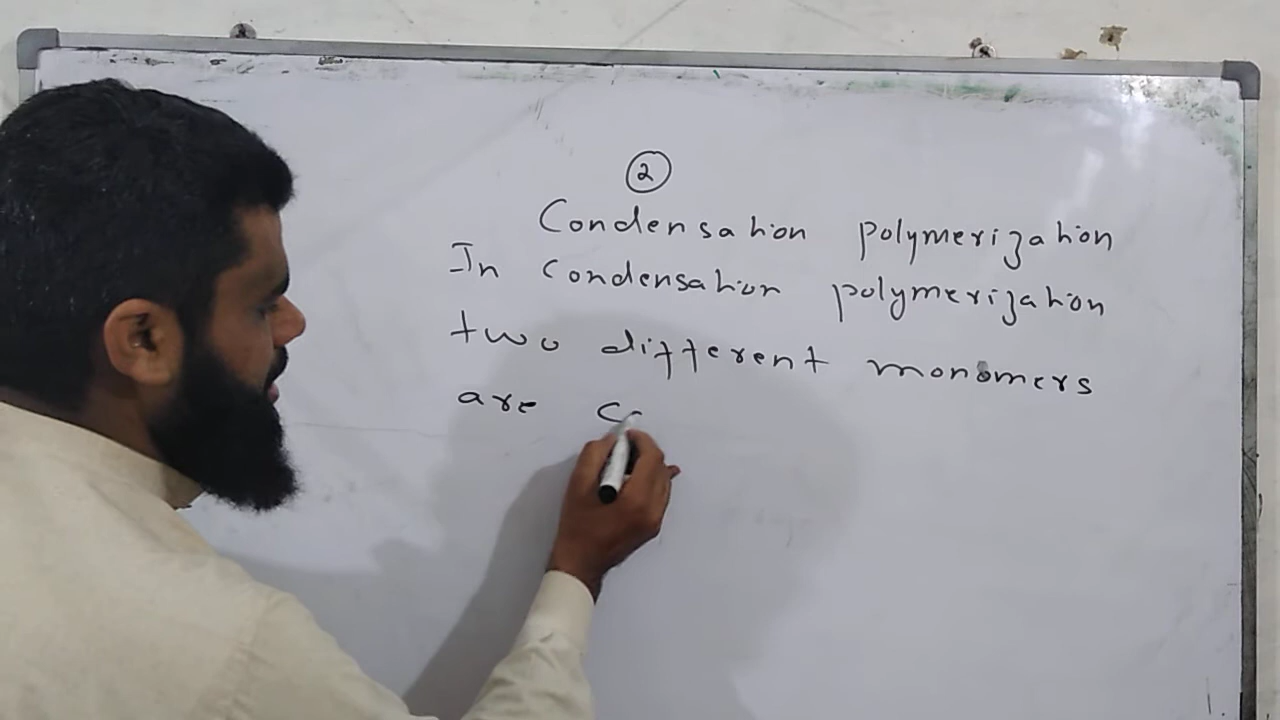 2
Condensation polymerization
In condensation polymerization
two different monomers
are